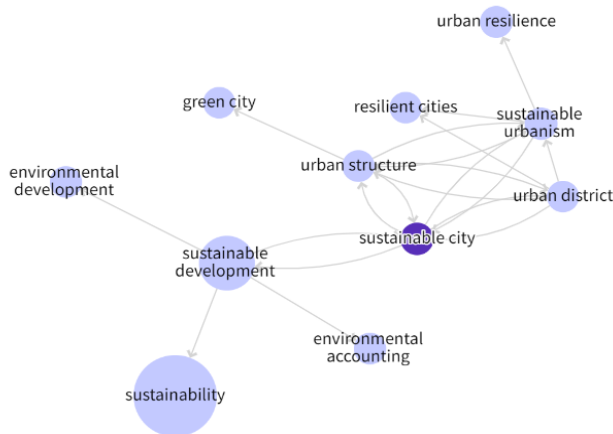 urban resilience
green city
resilient cities
sustainable
urbanism
urban structure
environmental
development
urban district
sustainable city
sustainable
development
environmental
accounting
sustainability